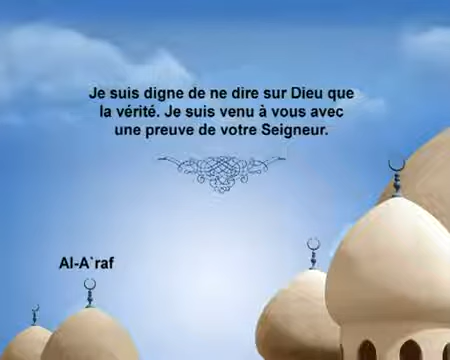 Je suis digne de ne dire sur Dieu que
la vérité. Je suis venu à vous avec
une preuve de votre Seigneur.
Al-A`raf